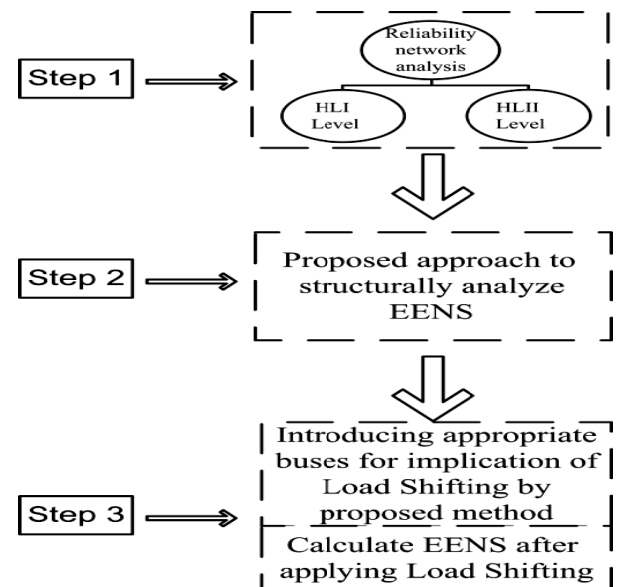 Step 1
Reliability
network
analysis
HLI
Level
HLII
Level
Step 2
Proposed approach to
structurally analyze
EENS
Step 3
Introducing appropriate
buses for implication of
Load Shifting by
proposed method
Calculate EENS after
applying Load Shifting